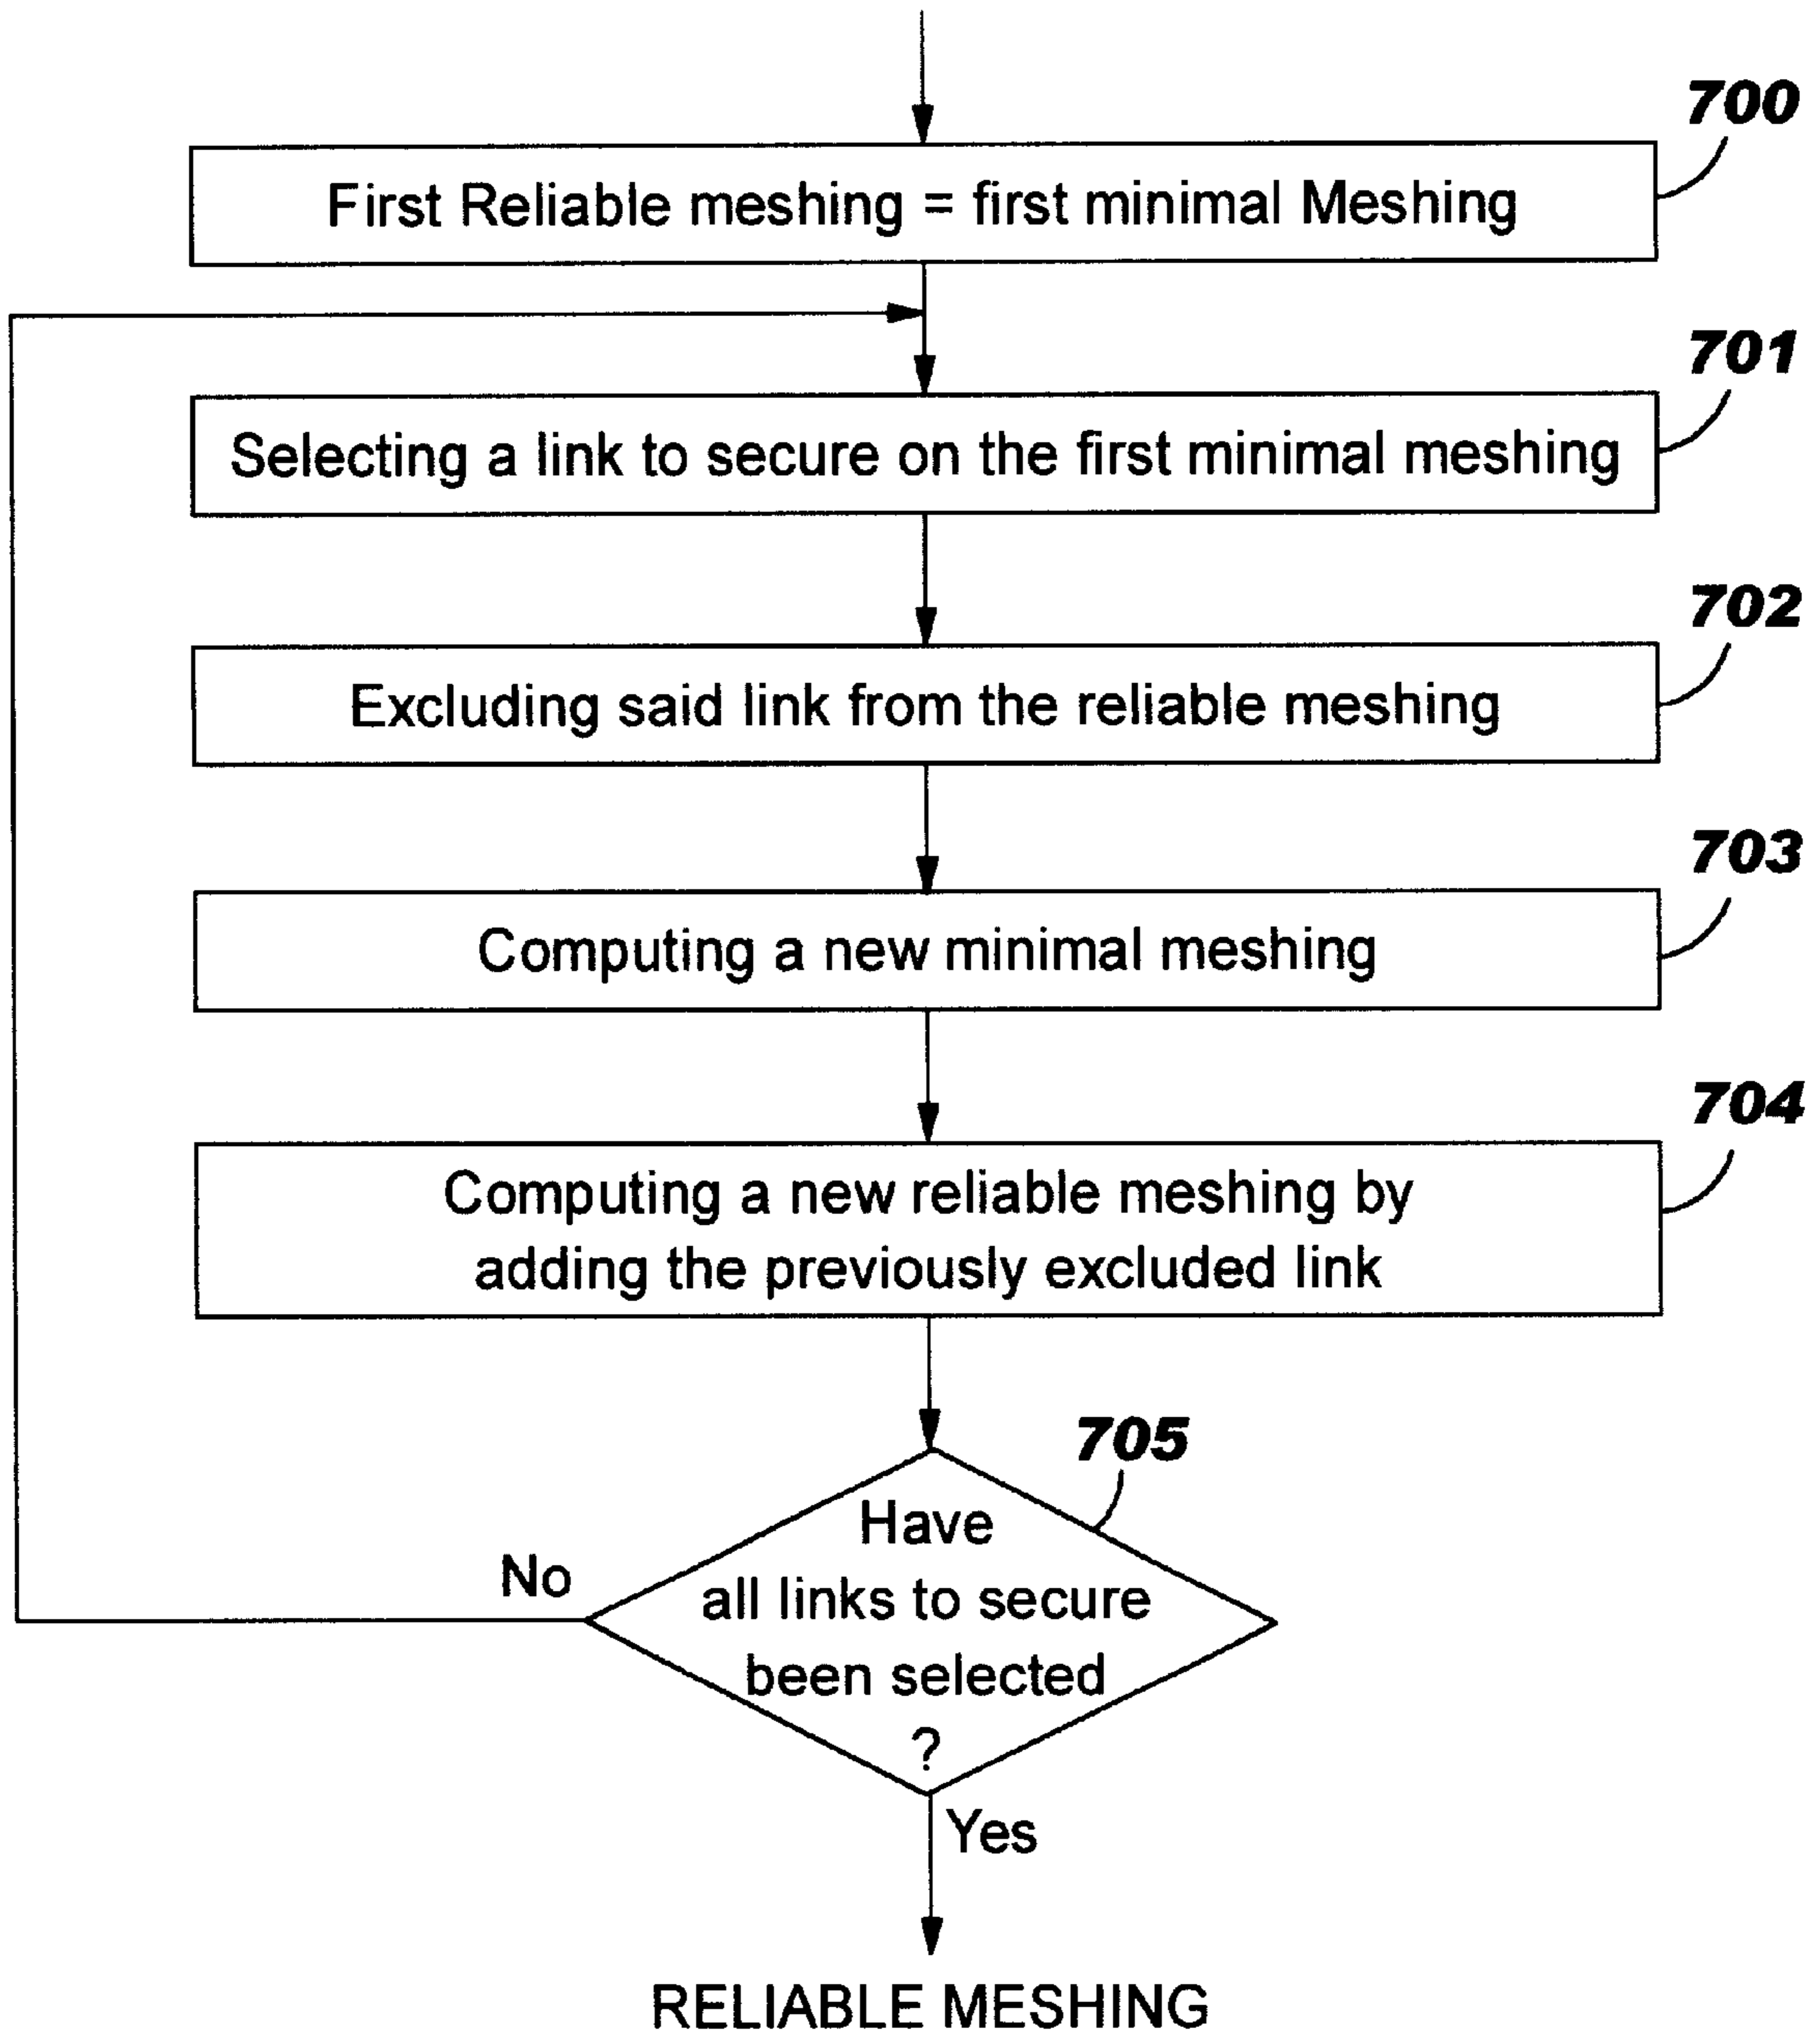 700
First Reliable meshing = first minimal Meshing
701
Selecting a link to secure on the first minimal meshing
702
Excluding said link from the reliable meshing
703
Computing a new minimal meshing
704
Computing a new reliable meshing by
adding the previously excluded link
705
Have
all links to secure
been selected
?
No
Yes
RELIABLE MESHING